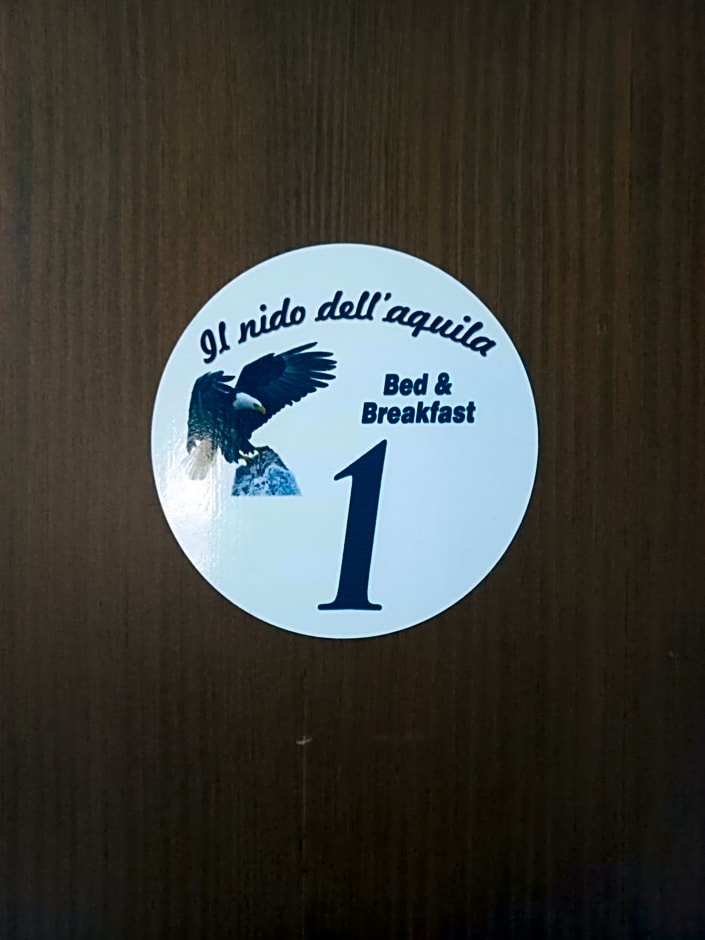 Il nido dell'aquila
Bed &
Breakfast
1